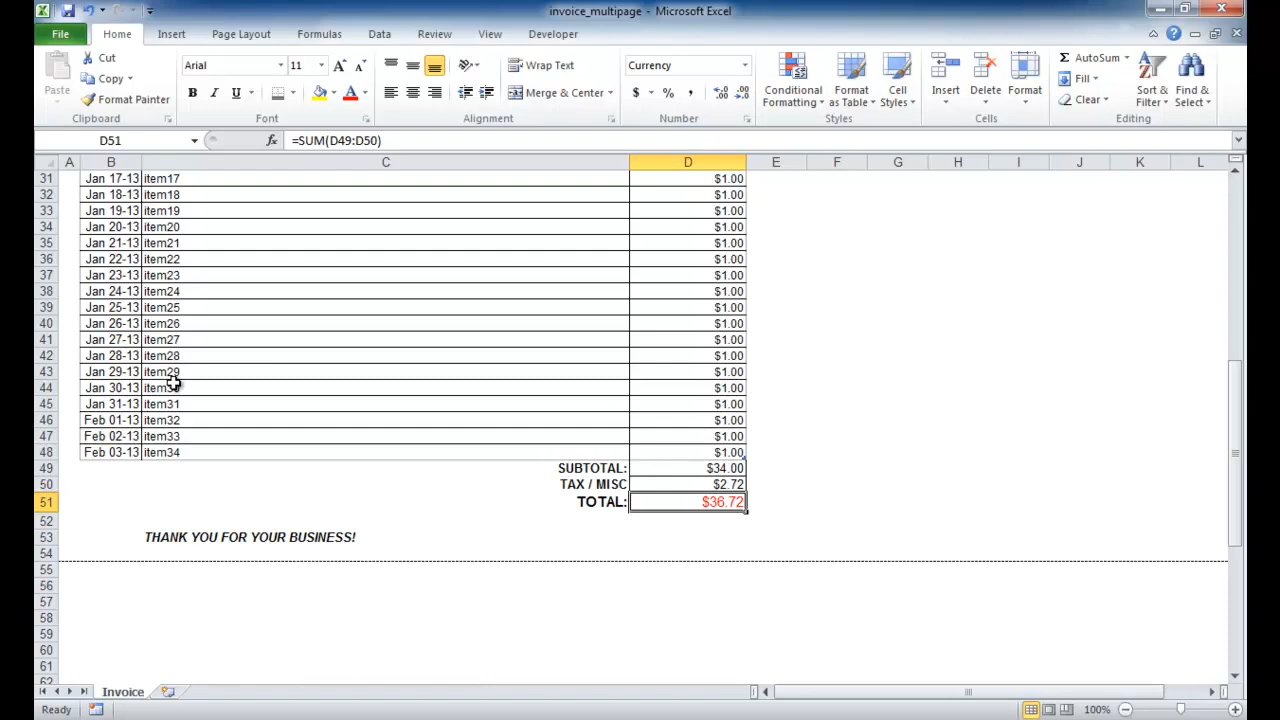 invoice_multipage - Microsoft Excel
File Home Insert Page Layout Formulas Data Review View Developer
Cut Arial 11 Wrap Text Currency AutoSum
Copy Fill
Paste Format Painter B I U Merge & Center $ % , Conditional Formatting Format as Table Cell Styles Insert Delete Format Clear Sort & Filter Find & Select
Clipboard Font Alignment Number Styles Cells Editing
D51 fx =SUM(D49:D50)
A B C D E F G H I J K L
31 Jan 17-13 item17 $1.00
32 Jan 18-13 item18 $1.00
33 Jan 19-13 item19 $1.00
34 Jan 20-13 item20 $1.00
35 Jan 21-13 item21 $1.00
36 Jan 22-13 item22 $1.00
37 Jan 23-13 item23 $1.00
38 Jan 24-13 item24 $1.00
39 Jan 25-13 item25 $1.00
40 Jan 26-13 item26 $1.00
41 Jan 27-13 item27 $1.00
42 Jan 28-13 item28 $1.00
43 Jan 29-13 item29 $1.00
44 Jan 30-13 item30 $1.00
45 Jan 31-13 item31 $1.00
46 Feb 01-13 item32 $1.00
47 Feb 02-13 item33 $1.00
48 Feb 03-13 item34 $1.00
49 SUBTOTAL: $34.00
50 TAX / MISC $2.72
51 TOTAL: $36.72
52
53 THANK YOU FOR YOUR BUSINESS!
54
55
56
57
58
59
60
61
62
Invoice
Ready 100%